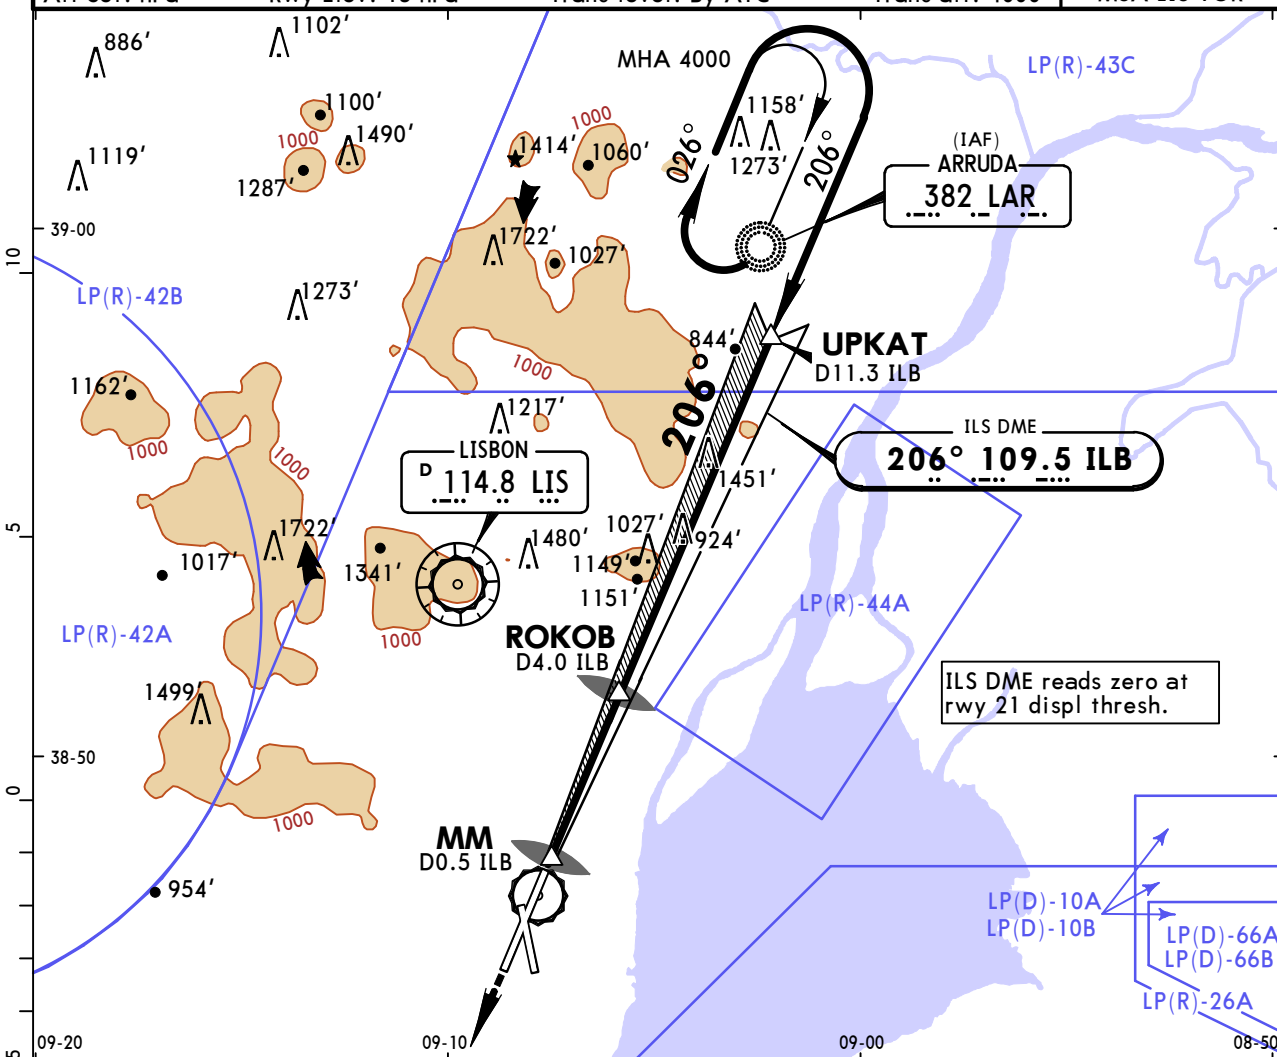 MHA 4000
LP(R)-43C
886'
1102'
1100'
1000
1490'
1119'
1287'
1414'
1000
1060'
1158'
1273'
026°
206°
(IAF)
ARRUDA
382 LAR
39-00
10
1722'
1027'
LP(R)-42B
1273'
844'
UPKAT
D11.3 ILB
1000
206°
1162'
1000
1000
1217'
LISBON
D 114.8 LIS
ILS DME
206° 109.5 ILB
1451'
5
1722'
1017'
1341'
1480'
1027'
924'
1149'
1151'
LP(R)-42A
1000
LP(R)-44A
ROKOB
D4.0 ILB
1499'
ILS DME reads zero at
rwy 21 displ thresh.
38-50
0
1000
MM
D0.5 ILB
954'
LP(D)-10A
LP(D)-10B
LP(D)-66A
LP(D)-66B
LP(R)-26A
5
09-20
09-10
09-00
08-50